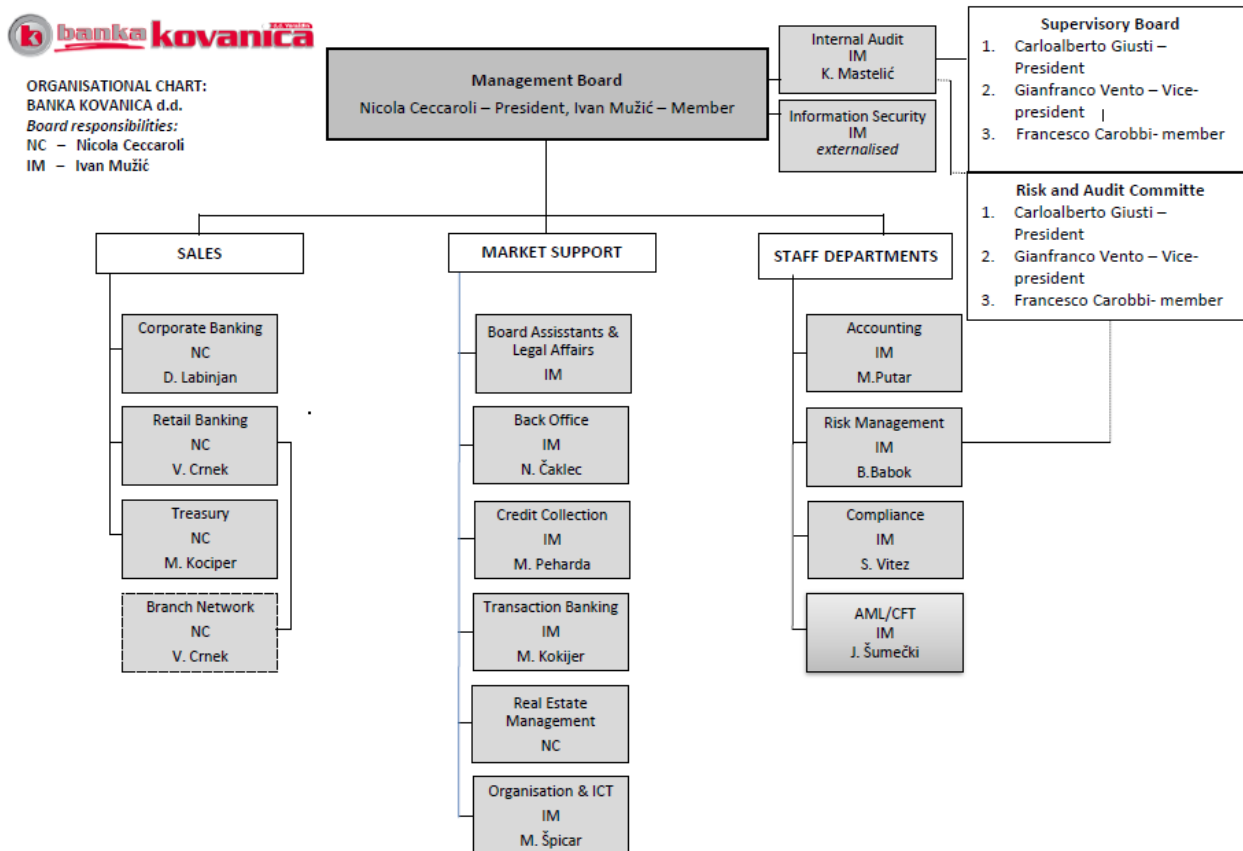 banka kovanica
d.d. Varaždin
ORGANISATIONAL CHART:
BANKA KOVANICA d.d.
Board responsibilities:
NC – Nicola Ceccaroli
IM – Ivan Mužić
Management Board
Nicola Ceccaroli – President, Ivan Mužić – Member
Internal Audit
IM
K. Mastelić
Information Security
IM
externalised
Supervisory Board
1. Carloalberto Giusti –
President
2. Gianfranco Vento – Vice-
president
3. Francesco Carobbi- member
Risk and Audit Committe
1. Carloalberto Giusti –
President
2. Gianfranco Vento – Vice-
president
3. Francesco Carobbi- member
SALES
Corporate Banking
NC
D. Labinjan
Retail Banking
NC
V. Crnek
Treasury
NC
M. Kociper
Branch Network
NC
V. Crnek
MARKET SUPPORT
Board Assisstants &
Legal Affairs
IM
Back Office
IM
N. Čaklec
Credit Collection
IM
M. Peharda
Transaction Banking
IM
M. Kokijer
Real Estate
Management
NC
Organisation & ICT
IM
M. Špicar
STAFF DEPARTMENTS
Accounting
IM
M.Putar
Risk Management
IM
B.Babok
Compliance
IM
S. Vitez
AML/CFT
IM
J. Šumečki